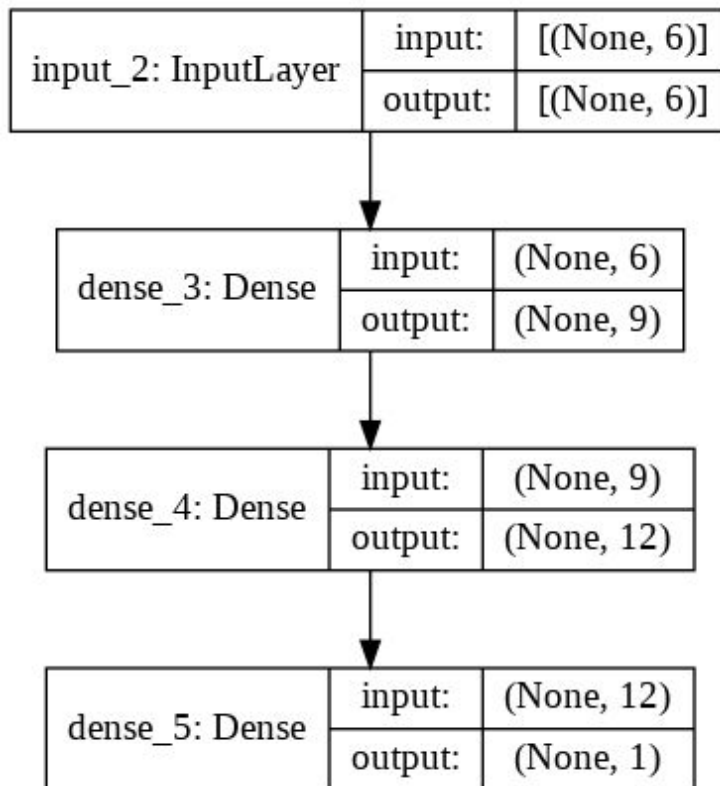 input_2: InputLayer
input: [(None, 6)]
output: [(None, 6)]
dense_3: Dense
input: (None, 6)
output: (None, 9)
dense_4: Dense
input: (None, 9)
output: (None, 12)
dense_5: Dense
input: (None, 12)
output: (None, 1)